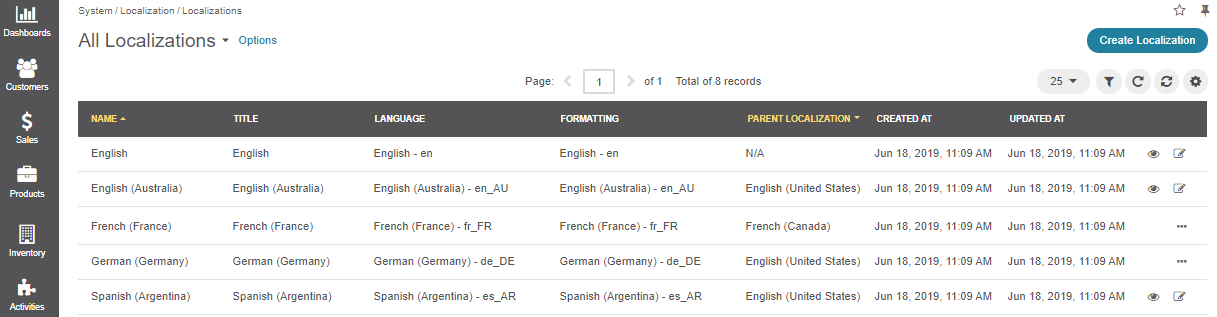 System / Localization / Localizations
All Localizations Options
Create Localization
Page: 1 of 1 Total of 8 records
25
NAME TITLE LANGUAGE FORMATTING PARENT LOCALIZATION CREATED AT UPDATED AT
English English English - en English - en N/A Jun 18, 2019, 11:09 AM Jun 18, 2019, 11:09 AM
English (Australia) English (Australia) English (Australia) - en_AU English (Australia) - en_AU English (United States) Jun 18, 2019, 11:09 AM Jun 18, 2019, 11:09 AM
French (France) French (France) French (France) - fr_FR French (France) - fr_FR French (Canada) Jun 18, 2019, 11:09 AM Jun 18, 2019, 11:09 AM
German (Germany) German (Germany) German (Germany) - de_DE German (Germany) - de_DE English (United States) Jun 18, 2019, 11:09 AM Jun 18, 2019, 11:09 AM
Spanish (Argentina) Spanish (Argentina) Spanish (Argentina) - es_AR Spanish (Argentina) - es_AR English (United States) Jun 18, 2019, 11:09 AM Jun 18, 2019, 11:09 AM
Dashboards
Customers
Sales
Products
Inventory
Activities